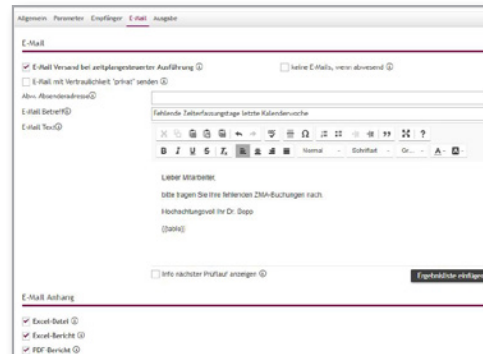 Allgemein Parameter Empfänger E-Mail Ausgabe
E-Mail
E-Mail Versand bei zeitplangesteuerter Ausführung
keine E-Mails, wenn abwesend
E-Mail mit Vertraulichkeit "privat" senden
Abw. Absenderadresse
E-Mail Betreff
Fehlende Zeiterfassungstage letzte Kalenderwoche
E-Mail Text
B I U S Normal Schriftart Gr... A A
Lieber Mitarbeiter,
bitte tragen Sie Ihre fehlenden ZMA-Buchungen nach.
Hochachtungsvoll Ihr Dr. Bopp
Info nächster Prüflauf anzeigen
Ergebnisliste einfügen
E-Mail Anhang
Excel-Datei
Excel-Bericht
PDF-Bericht